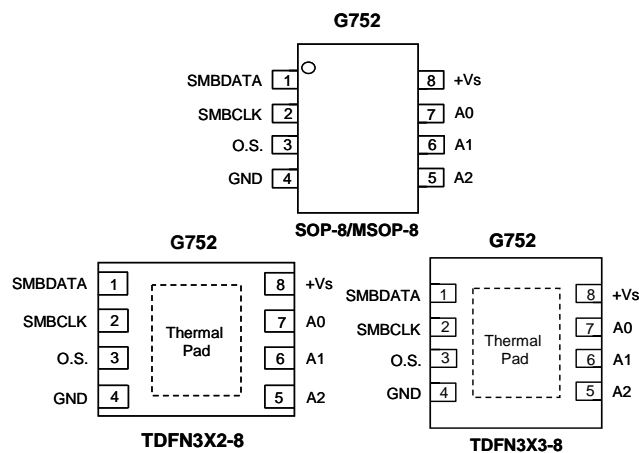 G752
SMBDATA 1 8 +Vs
SMBCLK 2 7 A0
O.S. 3 6 A1
GND 4 5 A2
SOP-8/MSOP-8
G752
SMBDATA 1 8 +Vs
SMBCLK 2 7 A0
Thermal
Pad
O.S. 3 6 A1
GND 4 5 A2
TDFN3X2-8
G752
SMBDATA 1 8 +Vs
SMBCLK 2 7 A0
Thermal
Pad
O.S. 3 6 A1
GND 4 5 A2
TDFN3X3-8